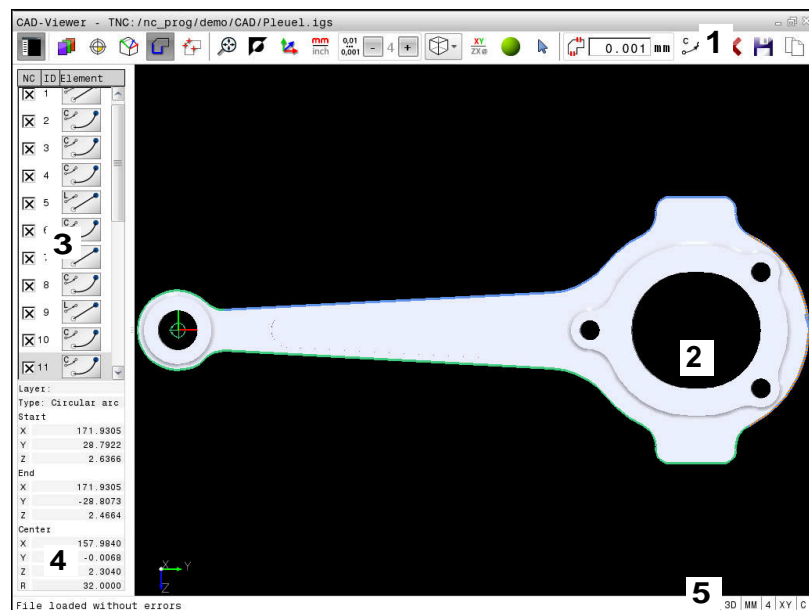 CAD-Viewer - TNC:/nc_prog/demo/CAD/Pleuel.igs
mm
inch
0,01
0,001
- 4 +
XY
ZXø
0.001 mm
C
1
NC ID Element
1
2 C
3 C
4 C
5 L
C
3
8 C
9 L
10 C
11 C
2
Layer:
Type: Circular arc
Start
X 171.9305
Y 28.7922
Z 2.6366
End
X 171.9305
Y -28.8073
Z 2.4664
Center
X 157.9840
Y -0.0068
Z 2.3040
R 32.0000
4
X Y
Z
5
File loaded without errors
3D MM 4 XY C